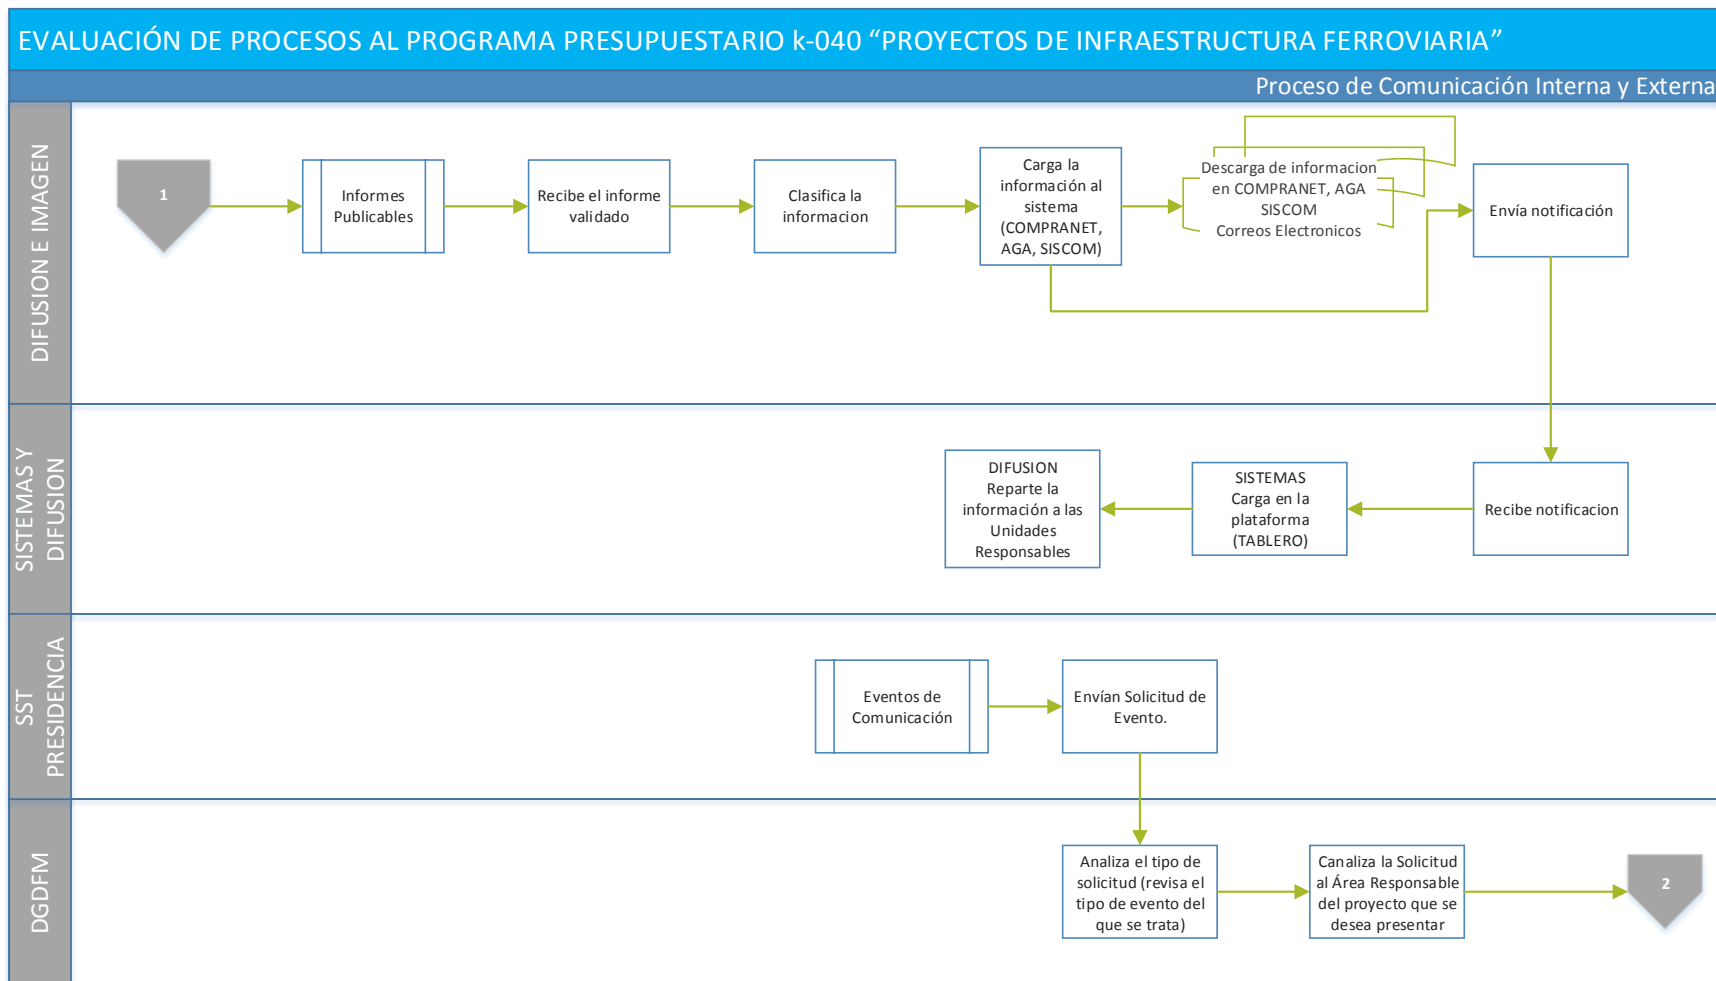 EVALUACIÓN DE PROCESOS AL PROGRAMA PRESUPUESTARIO k-040 “PROYECTOS DE INFRAESTRUCTURA FERROVIARIA”
Proceso de Comunicación Interna y Externa
DIFUSION E IMAGEN
1
Informes
Publicables
Recibe el informe
validado
Clasifica la
informacion
Carga la
información al
sistema
(COMPRANET,
AGA, SISCOM)
Descarga de informacion
en COMPRANET, AGA
SISCOM
Correos Electronicos
Envía notificación
SISTEMAS Y
DIFUSION
DIFUSION
Reparte la
información a las
Unidades
Responsables
SISTEMAS
Carga en la
plataforma
(TABLERO)
Recibe notificacion
SST
PRESIDENCIA
Eventos de
Comunicación
Envían Solicitud de
Evento.
DGDFM
Analiza el tipo de
solicitud (revisa el
tipo de evento del
que se trata)
Canaliza la Solicitud
al Área Responsable
del proyecto que se
desea presentar
2